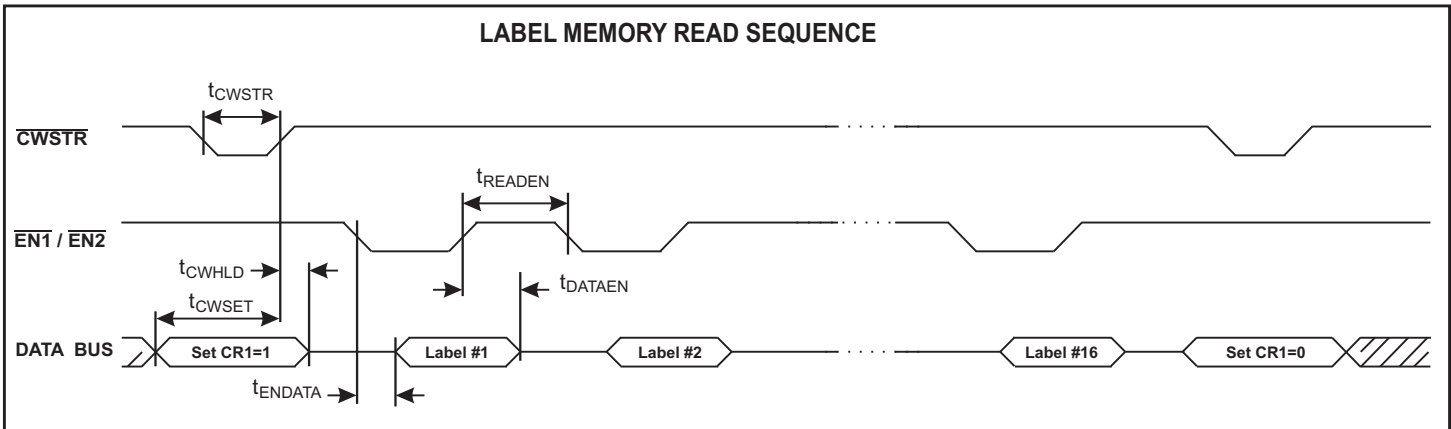 LABEL MEMORY READ SEQUENCE
tCWSTR
CWSTR
tREADEN
EN1 / EN2
tCWHLD
tDATAEN
tCWSET
DATA BUS Set CR1=1 Label #1 Label #2 Label #16 Set CR1=0
tENDATA